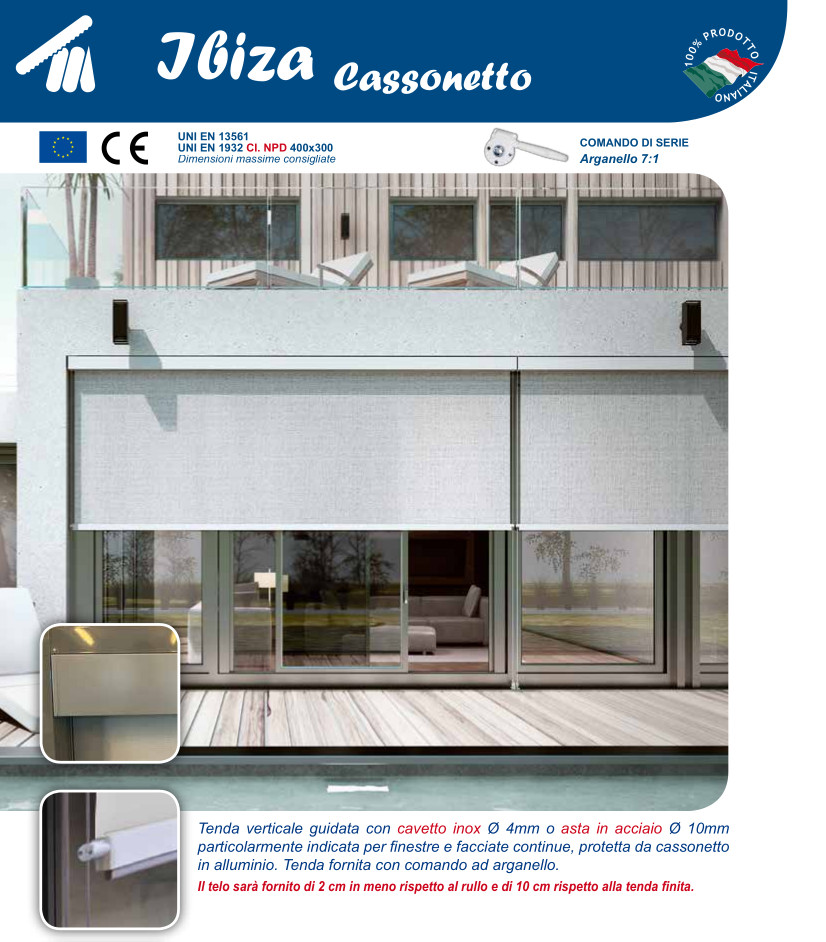 Ibiza Cassonetto
100% PRODOTTO ITALIANO
CE
UNI EN 13561
UNI EN 1932 Cl. NPD 400x300
Dimensioni massime consigliate
COMANDO DI SERIE
Arganello 7:1
Tenda verticale guidata con cavetto inox Ø 4mm o asta in acciaio Ø 10mm
particolarmente indicata per finestre e facciate continue, protetta da cassonetto
in alluminio. Tenda fornita con comando ad arganello.
Il telo sarà fornito di 2 cm in meno rispetto al rullo e di 10 cm rispetto alla tenda finita.